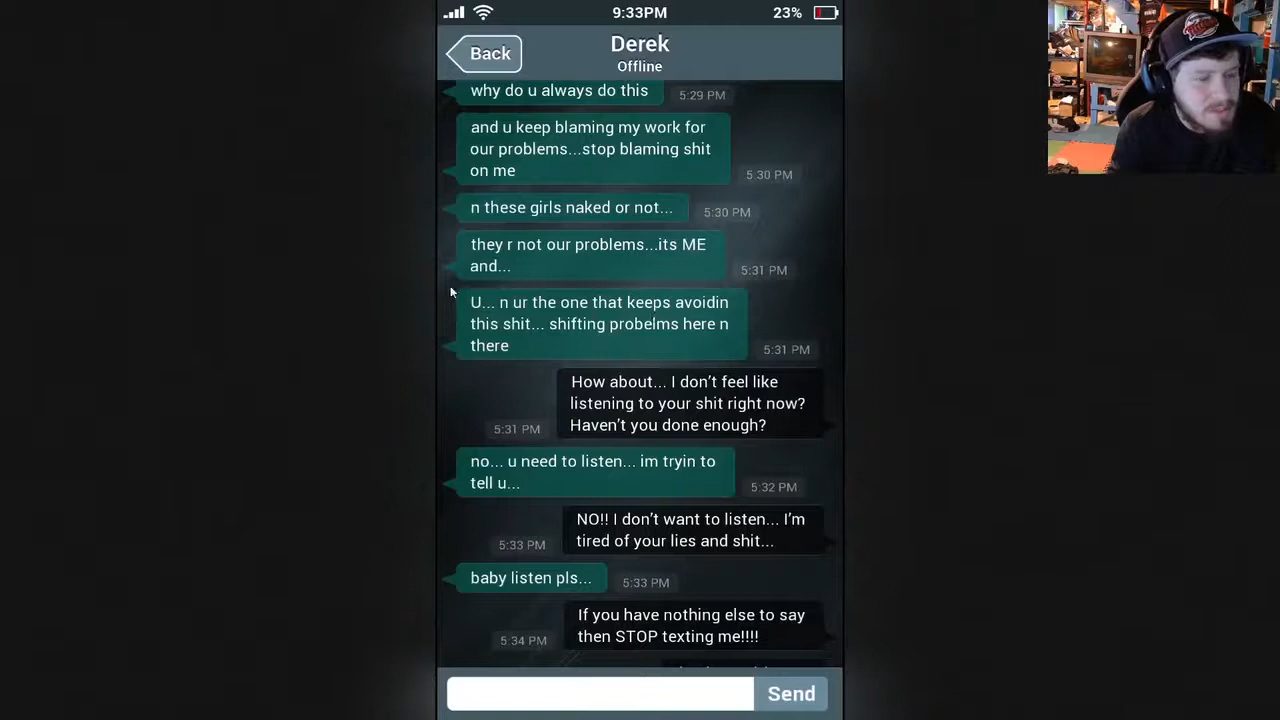 9:33PM
23%
Back
Derek
Offline
why do u always do this
5:29 PM
and u keep blaming my work for
our problems...stop blaming shit
on me
5:30 PM
n these girls naked or not...
5:30 PM
they r not our problems...its ME
and...
5:31 PM
U... n ur the one that keeps avoidin
this shit... shifting probelms here n
there
5:31 PM
How about... I don't feel like
listening to your shit right now?
Haven't you done enough?
5:31 PM
no... u need to listen... im tryin to
tell u...
5:32 PM
NO!! I don't want to listen... I'm
tired of your lies and shit...
5:33 PM
baby listen pls...
5:33 PM
If you have nothing else to say
then STOP texting me!!!!
5:34 PM
Send